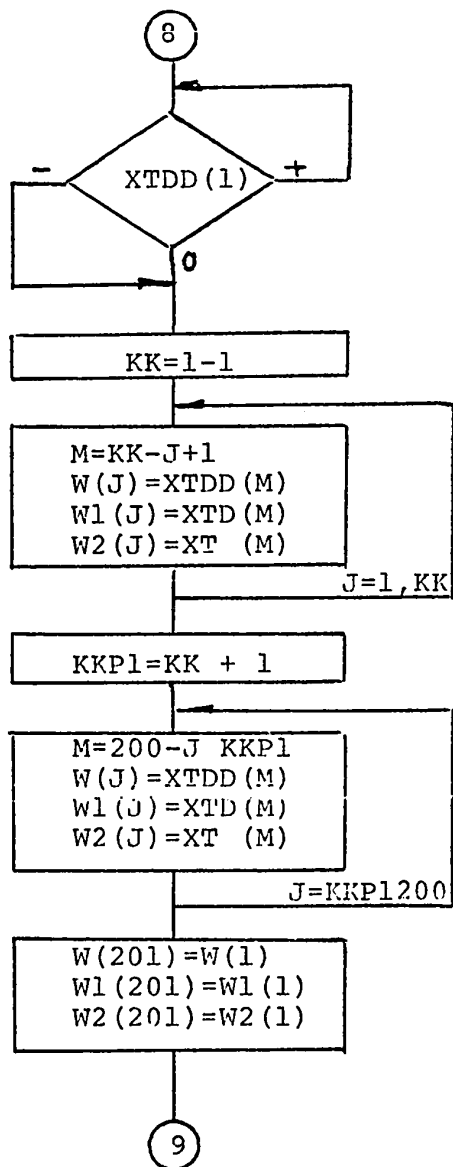 8
-
XTDD(1)
+
0
KK=1-1
M=KK-J+1
W(J)=XTDD(M)
W1(J)=XTD(M)
W2(J)=XT (M)
J=1,KK
KKP1=KK + 1
M=200-J KKP1
W(J)=XTDD(M)
W1(J)=XTD(M)
W2(J)=XT (M)
J=KKP1200
W(201)=W(1)
W1(201)=W1(1)
W2(201)=W2(1)
9